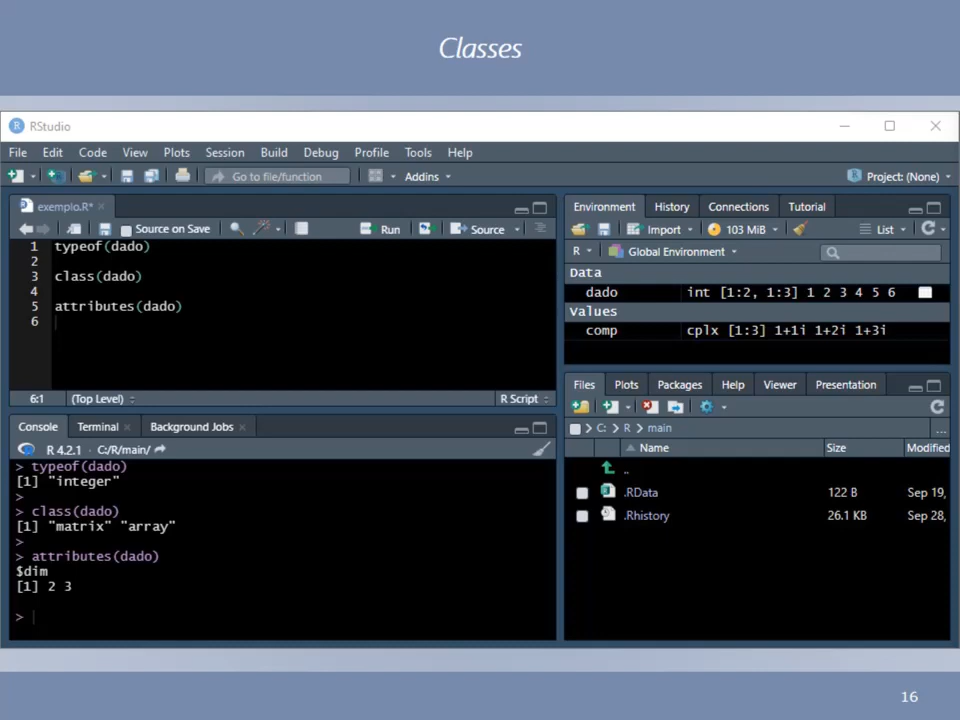 Classes
RStudio
File Edit Code View Plots Session Build Debug Profile Tools Help
Go to file/function Addins Project: (None)
exemplo.R*
Source on Save Run Source
1 typeof(dado)
2
3 class(dado)
4
5 attributes(dado)
6
6:1 (Top Level) R Script
Console Terminal Background Jobs
R 4.2.1 · C:/R/main/
> typeof(dado)
[1] "integer"
>
> class(dado)
[1] "matrix" "array"
>
> attributes(dado)
$dim
[1] 2 3
>
Environment History Connections Tutorial
Import 103 MiB List
R Global Environment
Data
dado int [1:2, 1:3] 1 2 3 4 5 6
Values
comp cplx [1:3] 1+1i 1+2i 1+3i
Files Plots Packages Help Viewer Presentation
C: > R > main ...
Name Size Modified
..
.RData 122 B Sep 19,
.Rhistory 26.1 KB Sep 28,
16